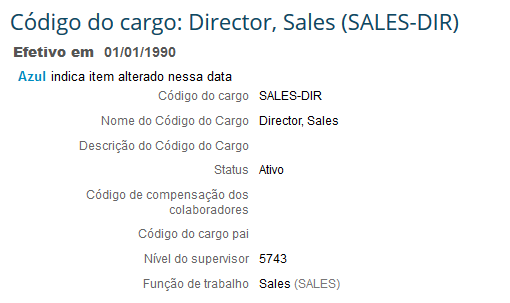 Código do cargo: Director, Sales (SALES-DIR)
Efetivo em 01/01/1990
Azul indica item alterado nessa data
Código do cargo SALES-DIR
Nome do Código do Cargo Director, Sales
Descrição do Código do Cargo
Status Ativo
Código de compensação dos
colaboradores
Código do cargo pai
Nível do supervisor 5743
Função de trabalho Sales (SALES)